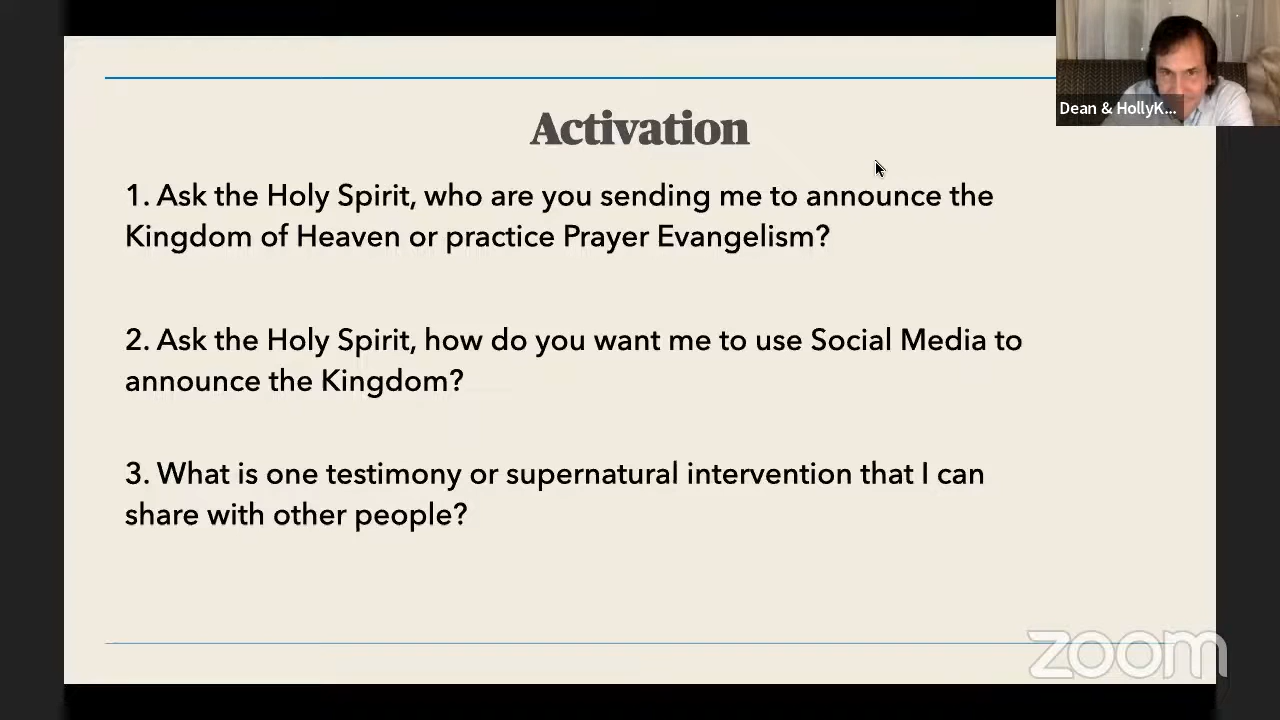 Dean & HollyK...
Activation
1. Ask the Holy Spirit, who are you sending me to announce the
Kingdom of Heaven or practice Prayer Evangelism?
2. Ask the Holy Spirit, how do you want me to use Social Media to
announce the Kingdom?
3. What is one testimony or supernatural intervention that I can
share with other people?
zoom